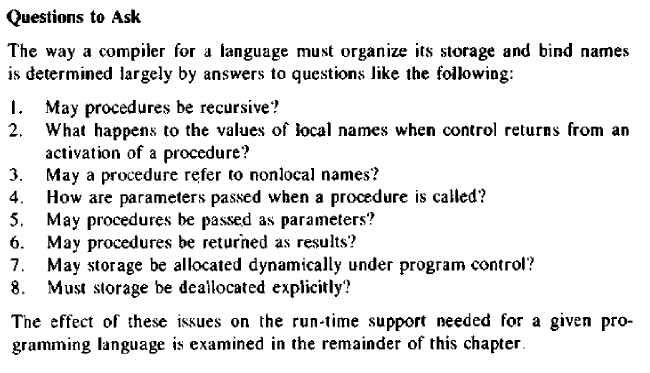 Questions to Ask
The way a compiler for a language must organize its storage and bind names
is determined largely by answers to questions like the following:
1. May procedures be recursive?
2. What happens to the values of local names when control returns from an
activation of a procedure?
3. May a procedure refer to nonlocal names?
4. How are parameters passed when a procedure is called?
5. May procedures be passed as parameters?
6. May procedures be returned as results?
7. May storage be allocated dynamically under program control?
8. Must storage be deallocated explicitly?
The effect of these issues on the run-time support needed for a given pro-
gramming language is examined in the remainder of this chapter.